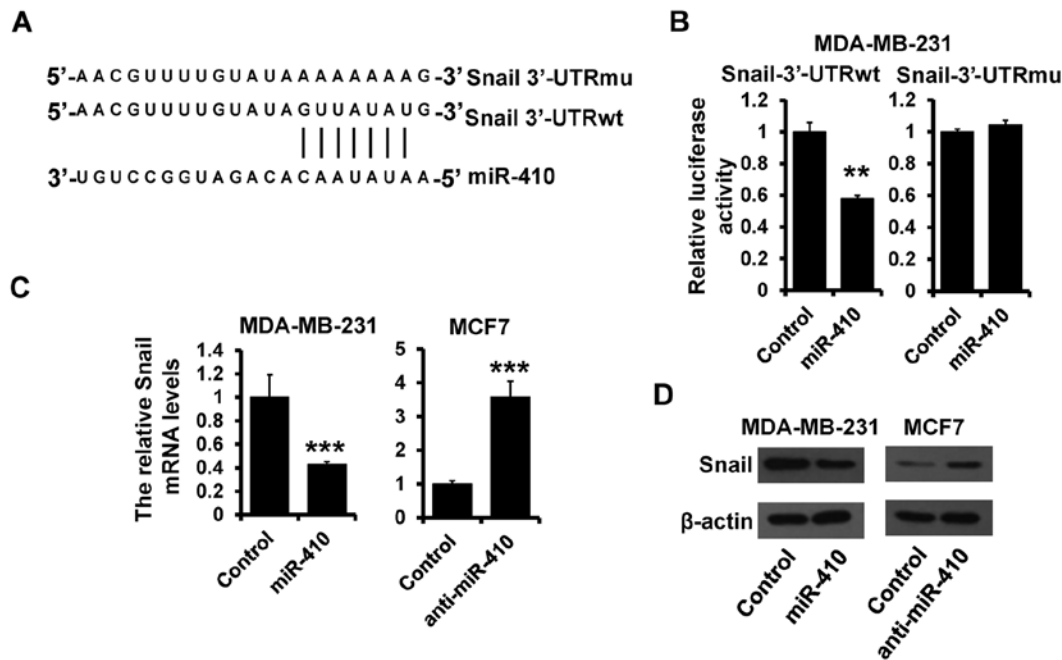 A
5'-AACGUUUUGUAUAAAAAAAAG-3' Snail 3'-UTRmu
5'-AACGUUUUGUAUAGUUAUAUG-3' Snail 3'-UTRwt
3'-UGUCCGGUAGACACAAUAUAA-5' miR-410
B
MDA-MB-231
Snail-3'-UTRwt Snail-3'-UTRmu
Relative luciferase
activity
1.2
1
0.8
0.6
0.4
0.2
0
**
Control
miR-410
1.2
1
0.8
0.6
0.4
0.2
0
Control
miR-410
C
The relative Snail
mRNA levels
MDA-MB-231
1.4
1.2
1
0.8
0.6
0.4
0.2
0
***
Control
miR-410
MCF7
5
4
3
2
1
0
***
Control
anti-miR-410
D
MDA-MB-231 MCF7
Snail
β-actin
Control
miR-410
Control
anti-miR-410